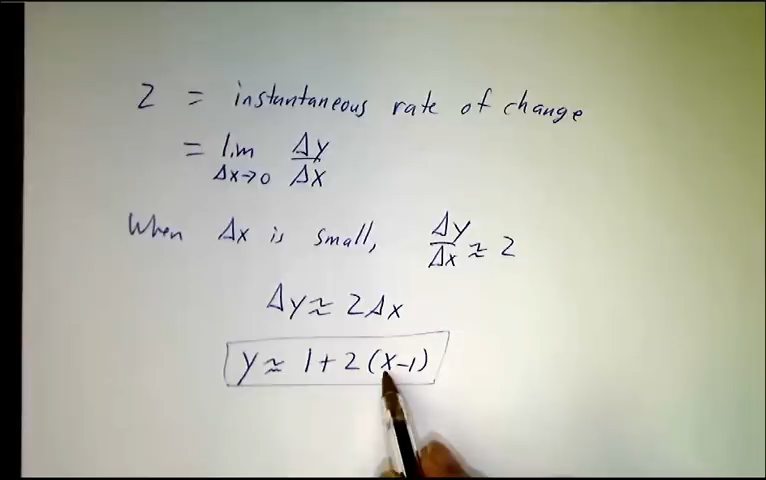 2 = instantaneous rate of change
= lim Δx→0 Δy/Δx
When Δx is small, Δy/Δx ≈ 2
Δy ≈ 2Δx
y ≈ 1+2(x-1)